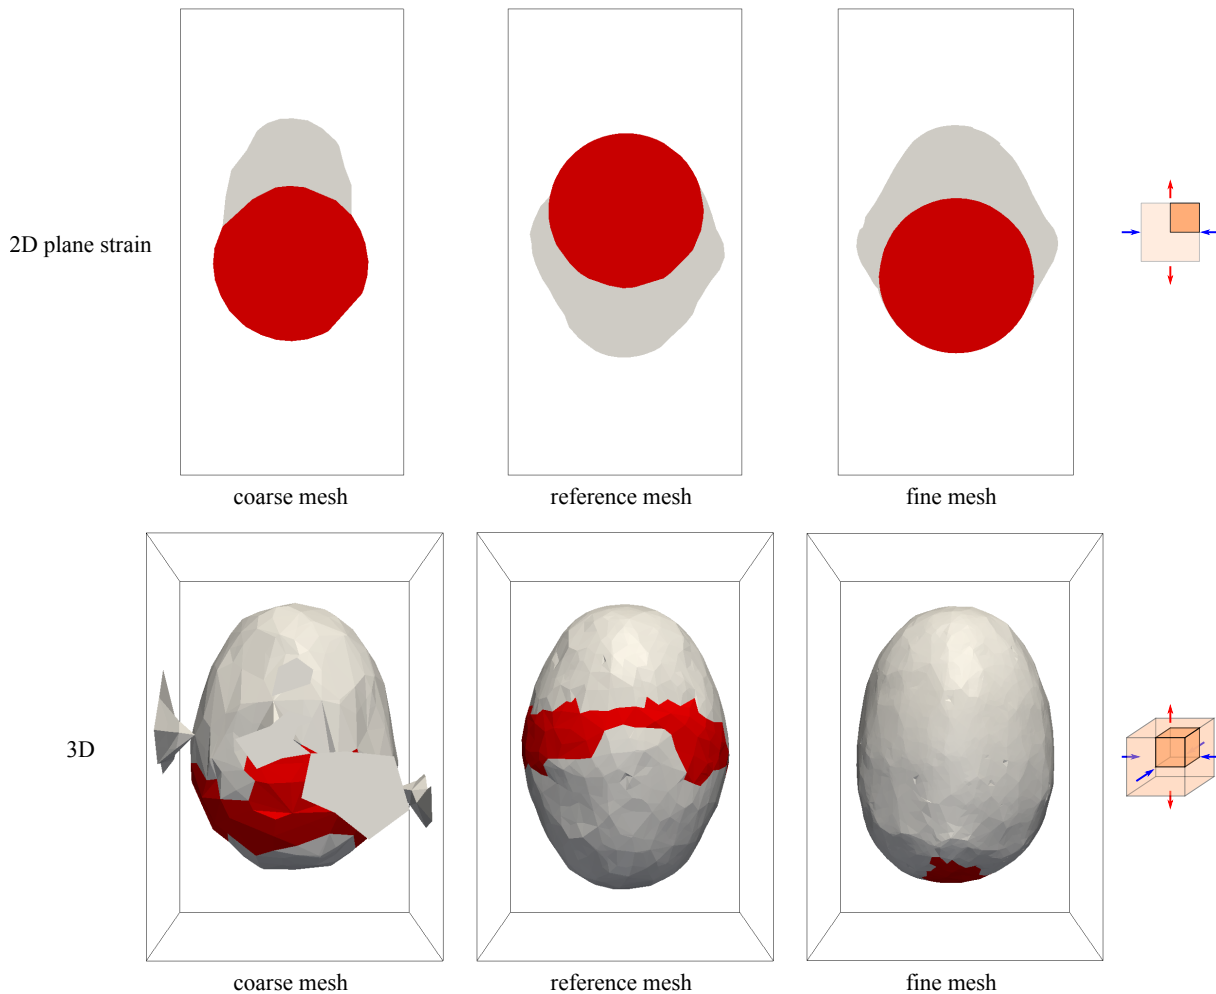 2D plane strain
coarse mesh
reference mesh
fine mesh
3D
coarse mesh
reference mesh
fine mesh